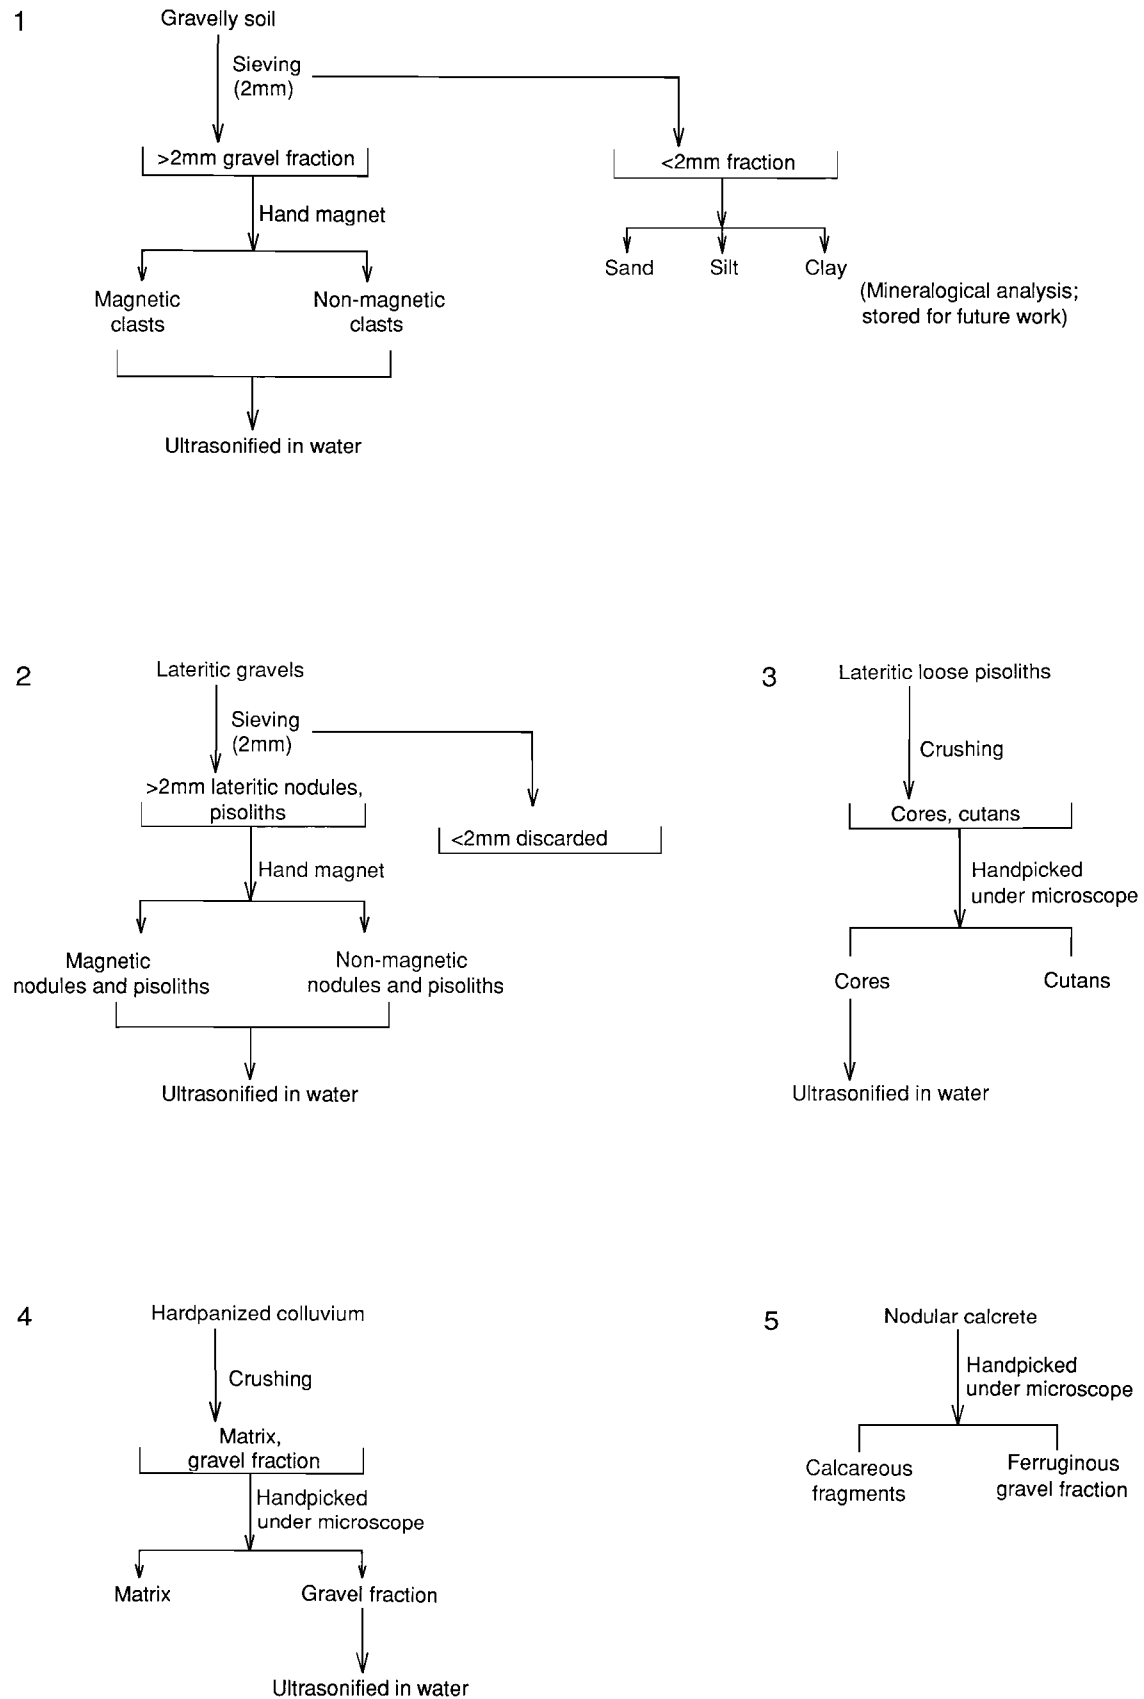 1
Gravelly soil
Sieving
(2mm)
>2mm gravel fraction
<2mm fraction
Hand magnet
Sand
Silt
Clay
Magnetic
clasts
Non-magnetic
clasts
(Mineralogical analysis;
stored for future work)
Ultrasonified in water
2
Lateritic gravels
Sieving
(2mm)
>2mm lateritic nodules,
pisoliths
<2mm discarded
Hand magnet
Magnetic
nodules and pisoliths
Non-magnetic
nodules and pisoliths
Ultrasonified in water
3
Lateritic loose pisoliths
Crushing
Cores, cutans
Handpicked
under microscope
Cores
Cutans
Ultrasonified in water
4
Hardpanized colluvium
Crushing
Matrix,
gravel fraction
Handpicked
under microscope
Matrix
Gravel fraction
Ultrasonified in water
5
Nodular calcrete
Handpicked
under microscope
Calcareous
fragments
Ferruginous
gravel fraction